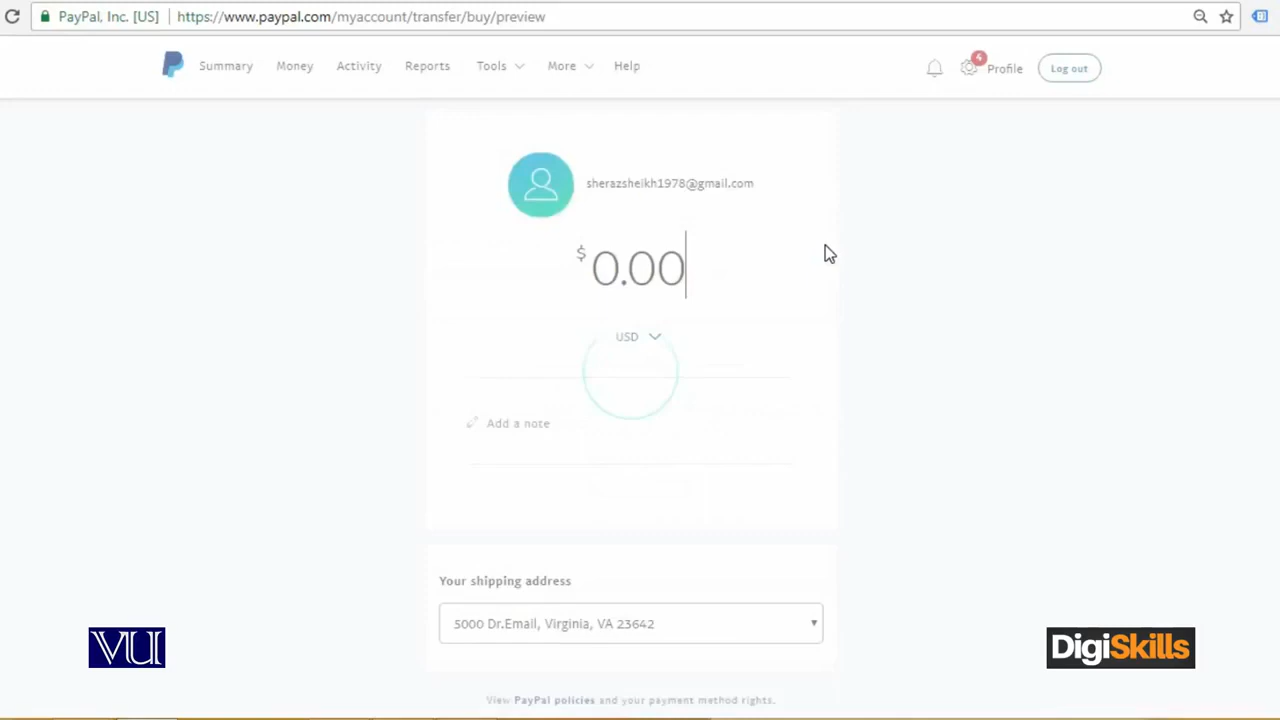 PayPal, Inc. [US] https://www.paypal.com/myaccount/transfer/buy/preview
Summary Money Activity Reports Tools More Help 4 Profile Log out
sherazsheikh1978@gmail.com
$ 0.00
USD
Add a note
Your shipping address
5000 Dr.Email, Virginia, VA 23642
VU DigiSkills
View PayPal policies and your payment method rights.